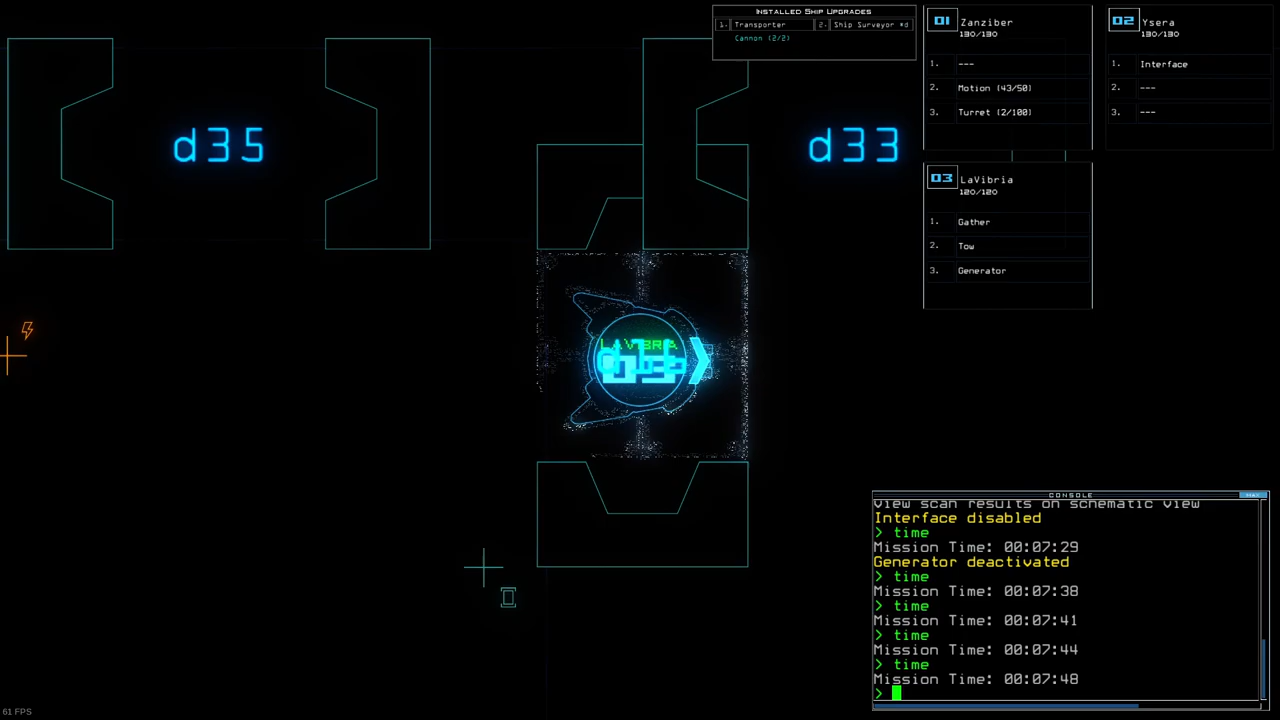 INSTALLED SHIP UPGRADES
1. Transporter 2. Ship Surveyor *d
Cannon (2/2)
01 Zanziber
130/130
1. ---
2. Motion (43/50)
3. Turret (2/100)
02 Ysera
130/130
1. Interface
2. ---
3. ---
03 LaVibria
120/120
1. Gather
2. Tow
3. Generator
d35
d33
LAVIBRIA
CONSOLE
MAX
View scan results on schematic view
Interface disabled
> time
Mission Time: 00:07:29
Generator deactivated
> time
Mission Time: 00:07:38
> time
Mission Time: 00:07:41
> time
Mission Time: 00:07:44
> time
Mission Time: 00:07:48
>
61 FPS